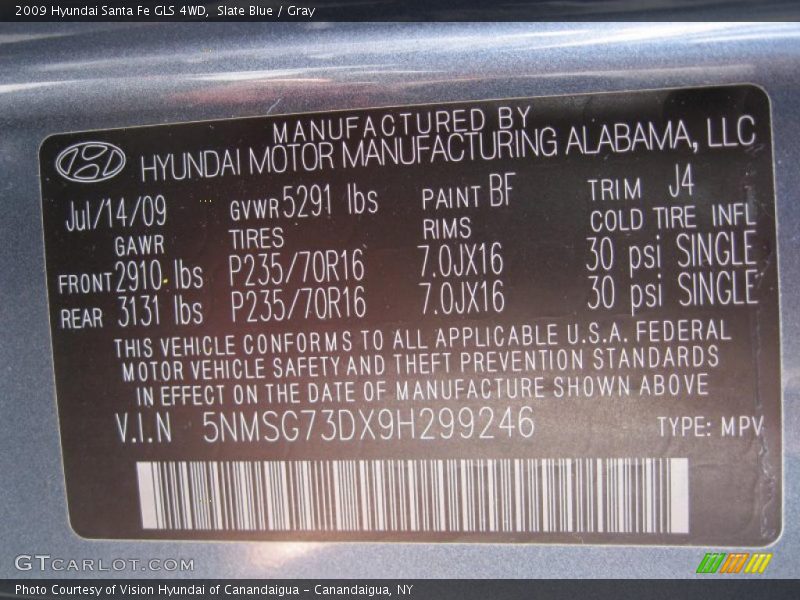 2009 Hyundai Santa Fe GLS 4WD, Slate Blue / Gray
MANUFACTURED BY
HYUNDAI MOTOR MANUFACTURING ALABAMA, LLC
Jul/14/09 GVWR 5291 lbs PAINT BF TRIM J4
GAWR TIRES RIMS COLD TIRE INFL
FRONT 2910 lbs P235/70R16 7.0JX16 30 psi SINGLE
REAR 3131 lbs P235/70R16 7.0JX16 30 psi SINGLE
THIS VEHICLE CONFORMS TO ALL APPLICABLE U.S.A. FEDERAL
MOTOR VEHICLE SAFETY AND THEFT PREVENTION STANDARDS
IN EFFECT ON THE DATE OF MANUFACTURE SHOWN ABOVE
V.I.N 5NMSG73DX9H299246 TYPE: MPV
GTCARLOT.COM
Photo Courtesy of Vision Hyundai of Canandaigua – Canandaigua, NY